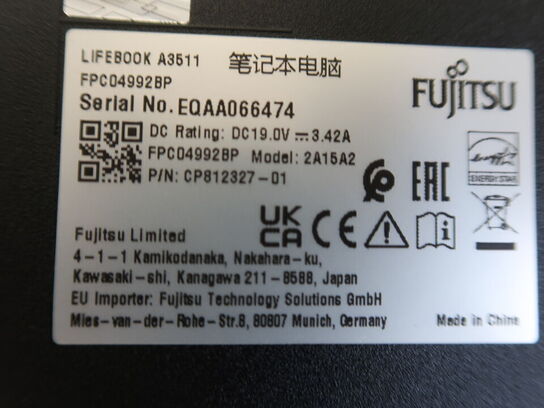 LIFEBOOK A3511 笔记本电脑
FPC04992BP
Serial No. EQAA066474
FUJITSU
DC Rating: DC19.0V ⎓ 3.42A
FPC04992BP Model: 2A15A2
P/N: CP812327-01
EAC
ENERGY STAR
UK
CA CE
Fujitsu Limited
4-1-1 Kamikodanaka, Nakahara-ku,
Kawasaki-shi, Kanagawa 211-8588, Japan
EU Importer: Fujitsu Technology Solutions GmbH
Mies-van-der-Rohe-Str.8, 80807 Munich, Germany
Made in China